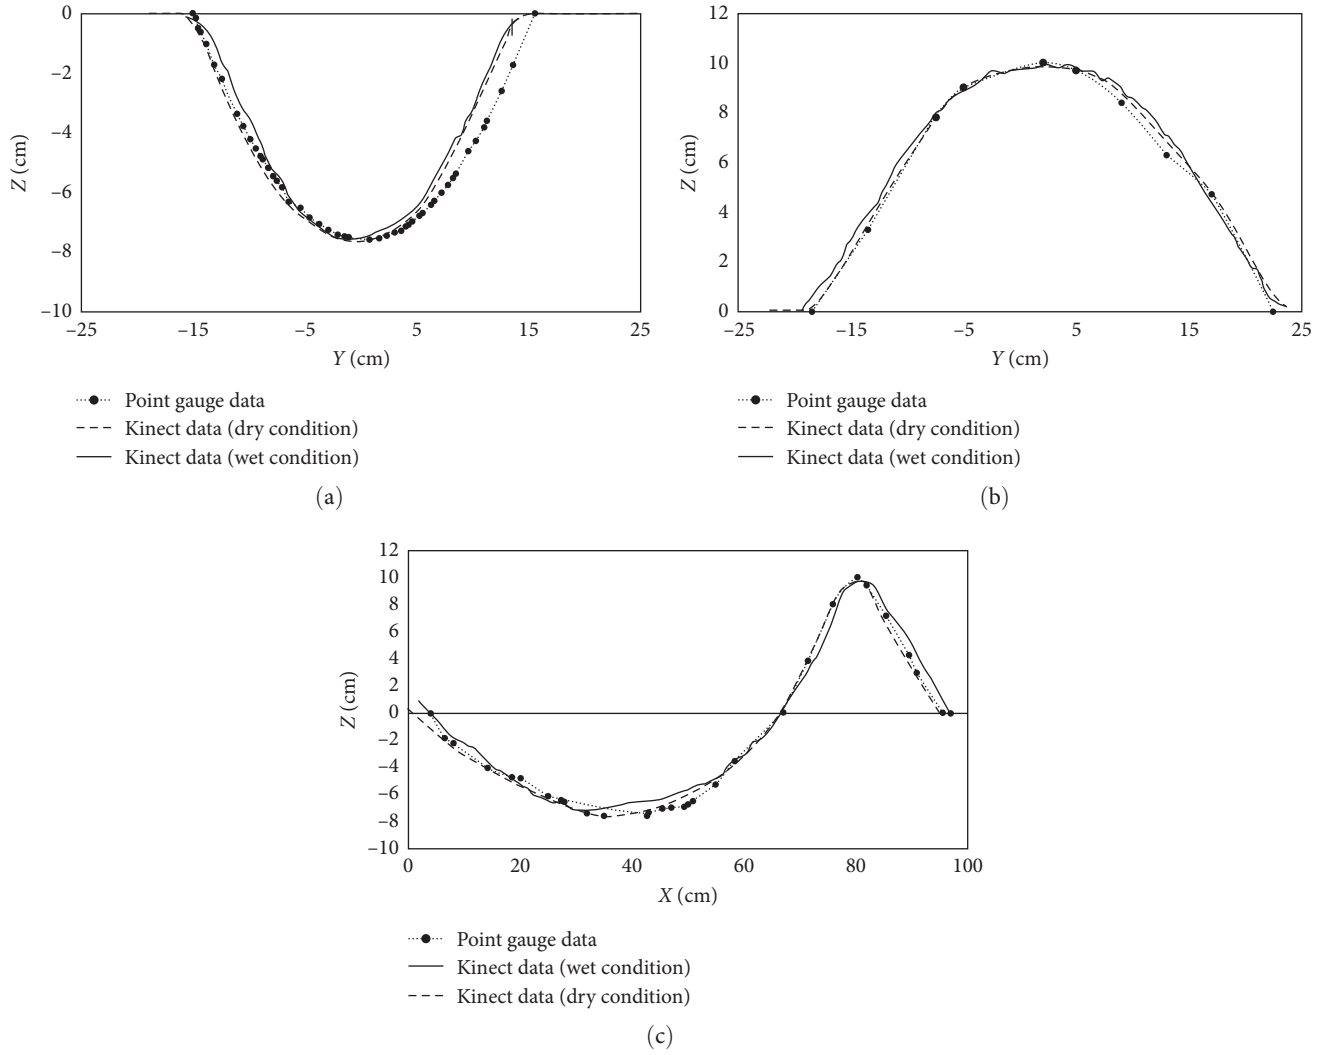 0
–2
–4
–6
–8
–10
Z (cm)
–25
–15
–5
5
15
25
Y (cm)
Point gauge data
Kinect data (dry condition)
Kinect data (wet condition)
(a)
12
10
8
6
4
2
0
Z (cm)
–25
–15
–5
5
15
25
Y (cm)
Point gauge data
Kinect data (dry condition)
Kinect data (wet condition)
(b)
12
10
8
6
4
2
0
–2
–4
–6
–8
–10
Z (cm)
0
20
40
60
80
100
X (cm)
Point gauge data
Kinect data (wet condition)
Kinect data (dry condition)
(c)